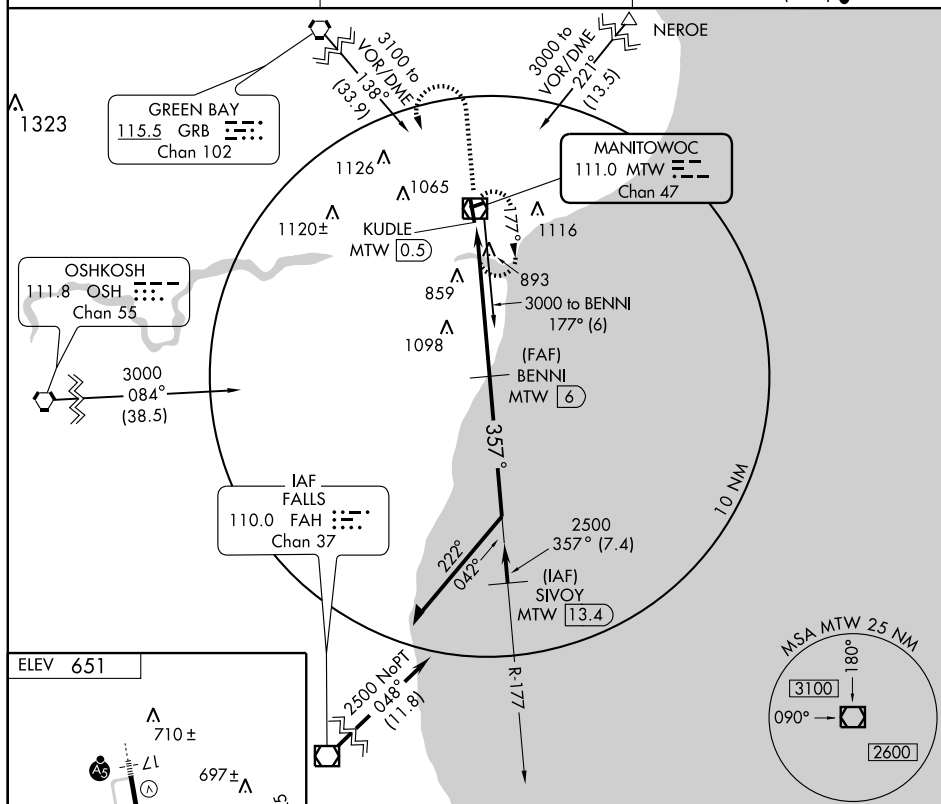 3100 to
VOR/DME
138°
(33.9)
3000 to
VOR/DME
221°
(13.5)
NEROE
1323
GREEN BAY
115.5 GRB
Chan 102
MANITOWOC
111.0 MTW
Chan 47
1126
1065
1120±
KUDLE
MTW 0.5
177°
1116
893
859
3000 to BENNI
177° (6)
1098
OSHKOSH
111.8 OSH
Chan 55
3000
084°
(38.5)
(FAF)
BENNI
MTW 6
357°
10 NM
IAF
FALLS
110.0 FAH
Chan 37
2500
357° (7.4)
222°
042°
(IAF)
SIVOY
MTW 13.4
R-177
2500 NoPT
048°
(11.8)
MSA MTW 25 NM
180°
3100
090°
2600
ELEV 651
710±
A5
17
V
697±